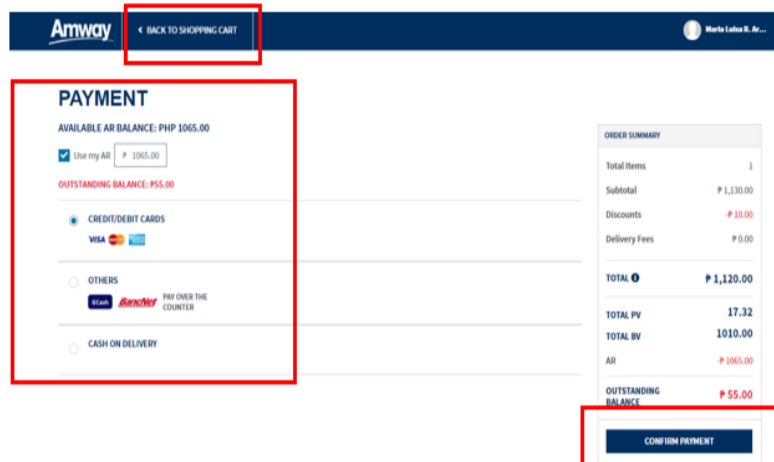 Amway
< BACK TO SHOPPING CART
Maria Luisa R. Ar...
PAYMENT
AVAILABLE AR BALANCE: PHP 1065.00
Use my AR ₱ 1065.00
OUTSTANDING BALANCE: ₱55.00
CREDIT/DEBIT CARDS
VISA
OTHERS
GCash BancNet PAY OVER THE
COUNTER
CASH ON DELIVERY
ORDER SUMMARY
Total Items 1
Subtotal ₱ 1,130.00
Discounts -₱ 10.00
Delivery Fees ₱ 0.00
TOTAL ₱ 1,120.00
TOTAL PV 17.32
TOTAL BV 1010.00
AR -₱ 1065.00
OUTSTANDING
BALANCE ₱ 55.00
CONFIRM PAYMENT